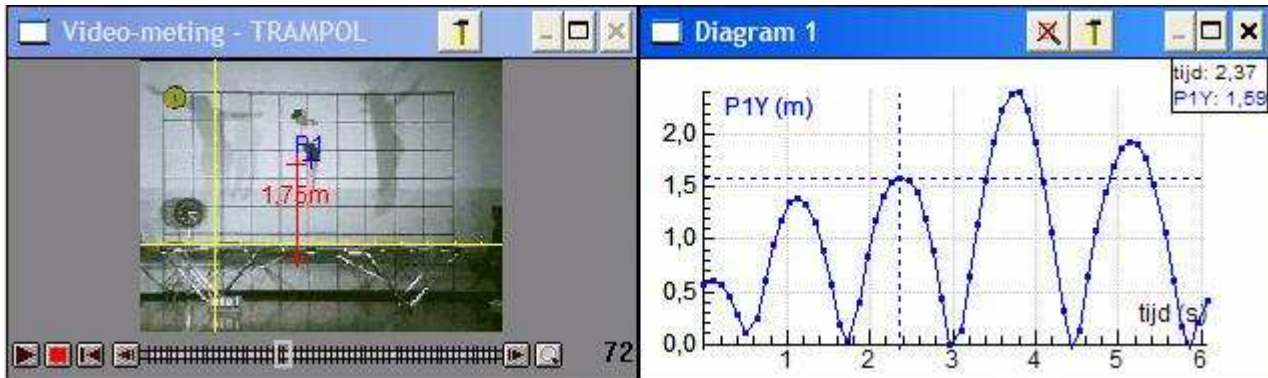 Video-meting - TRAMPOL
1
P1
1,75m
72
Diagram 1
tijd: 2,37
P1Y: 1,59
P1Y (m)
2,0
1,5
1,0
0,5
0,0
tijd (s)
1 2 3 4 5 6